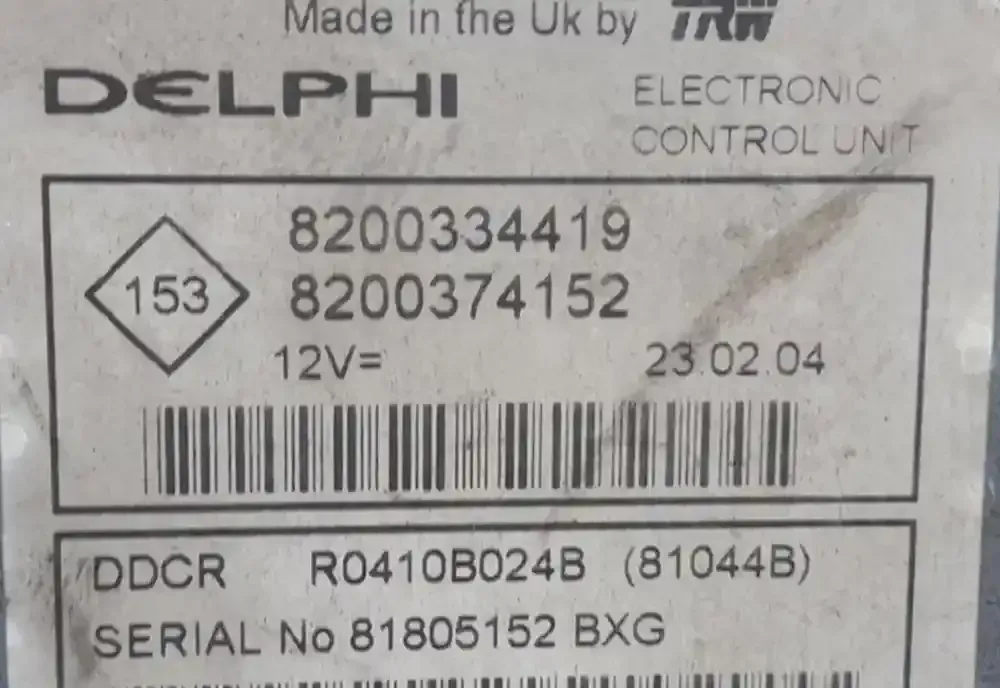 Made in the Uk by TRW
DELPHI
ELECTRONIC
CONTROL UNIT
153
8200334419
8200374152
12V=
23.02.04
DDCR R0410B024B (81044B)
SERIAL No 81805152 BXG